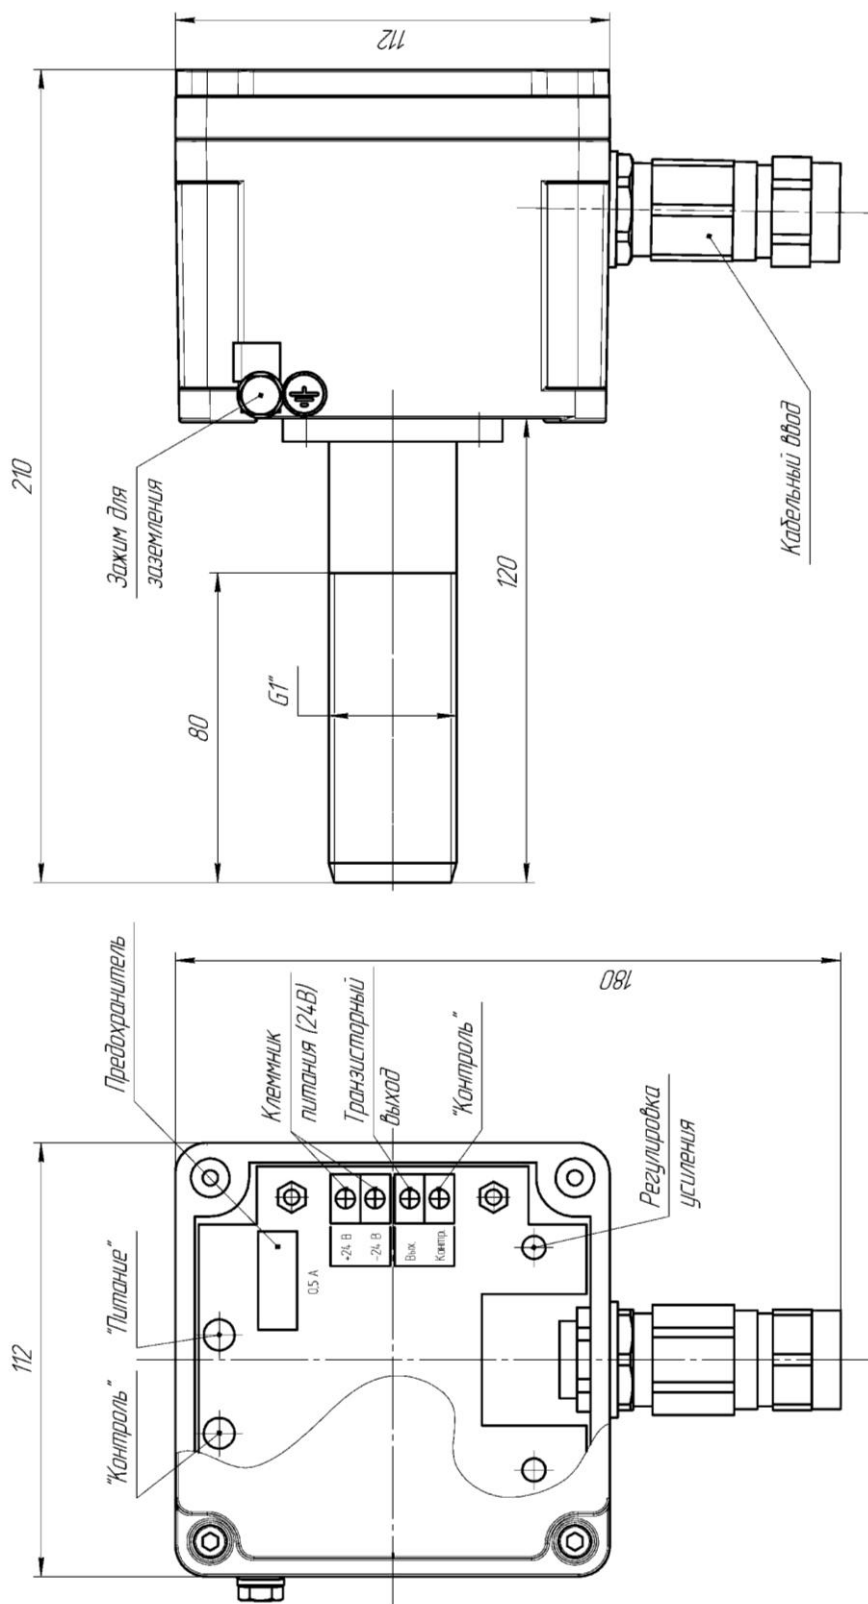 112
210
Зажим для
заземления
Кабельный ввод
120
G1"
80
Предохранитель
180
Клеммник
питания (24В)
Транзисторный
выход
"Контроль"
Регулировка
усиления
"Питание"
"Контроль"
112
+24 В
-24 В
Вых.
Контр.
0,5 А